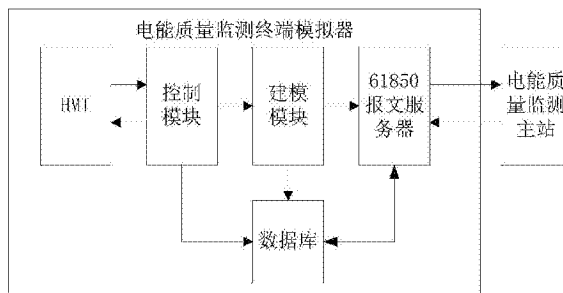 电能质量监测终端模拟器
HMI
控制
模块
建模
模块
61850
报文服
务器
电能质
量监测
主站
数据库